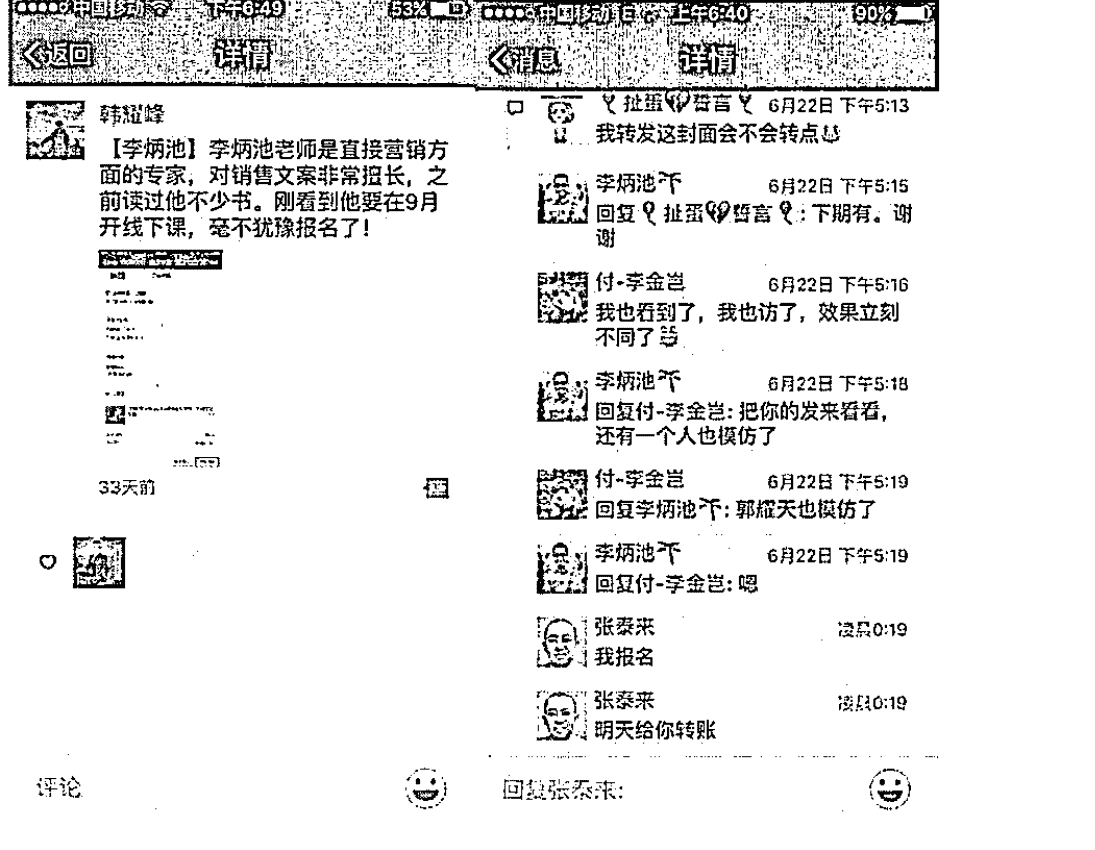 中国移动 下午6:49 53%
返回 详情
韩耀峰
【李炳池】李炳池老师是直接营销方
面的专家，对销售文案非常擅长，之
前读过他不少书。刚看到他要在9月
开线下课，毫不犹豫报名了！
33天前
评论
中国移动 上午6:40 90%
消息 详情
扯蛋 誓言 6月22日 下午5:13
我转发这封面会不会转点
李炳池 6月22日 下午5:15
回复 扯蛋 誓言 : 下期有。谢
谢
付-李金岂 6月22日 下午5:16
我也看到了，我也访了，效果立刻
不同了
李炳池 6月22日 下午5:18
回复付-李金岂: 把你的发来看看，
还有一个人也模仿了
付-李金岂 6月22日 下午5:19
回复李炳池 : 郭耀天也模仿了
李炳池 6月22日 下午5:19
回复付-李金岂: 嗯
张泰来 凌晨0:19
我报名
张泰来 凌晨0:19
明天给你转账
回复张泰来: